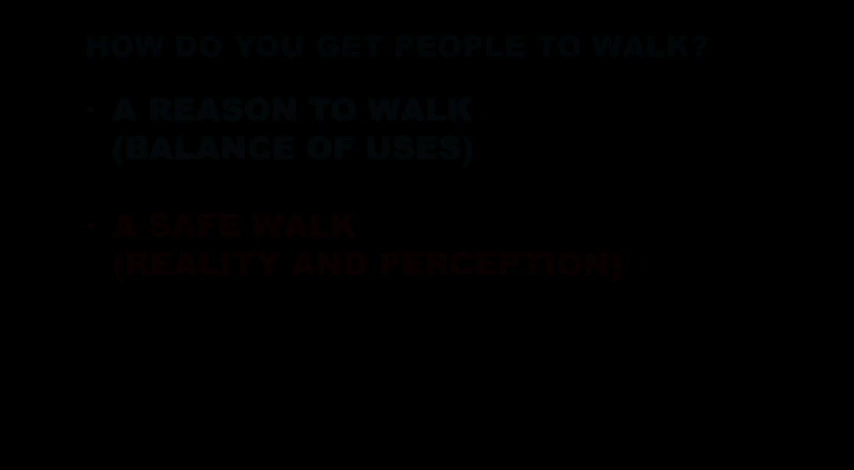 HOW DO YOU GET PEOPLE TO WALK?
• A REASON TO WALK
(BALANCE OF USES)
• A SAFE WALK
(REALITY AND PERCEPTION)